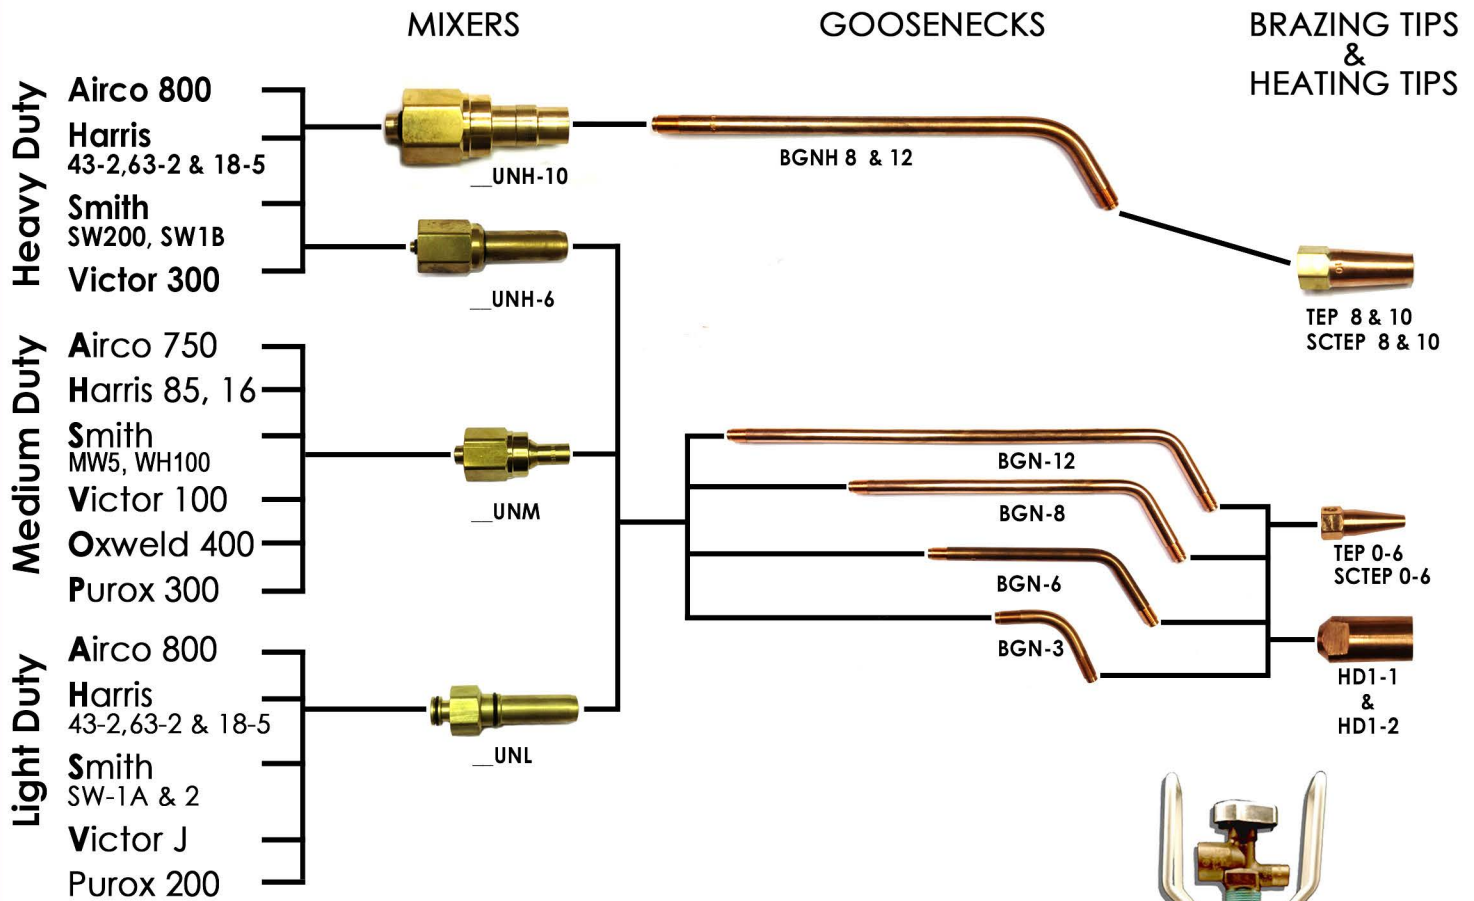 MIXERS
GOOSENECKS
BRAZING TIPS
&
HEATING TIPS
Heavy Duty
Airco 800
Harris
43-2,63-2 & 18-5
Smith
SW200, SW1B
Victor 300
__UNH-10
BGNH 8 & 12
__UNH-6
TEP 8 & 10
SCTEP 8 & 10
Medium Duty
Airco 750
Harris 85, 16
Smith
MW5, WH100
Victor 100
Oxweld 400
Purox 300
__UNM
BGN-12
BGN-8
BGN-6
BGN-3
TEP 0-6
SCTEP 0-6
HD1-1
&
HD1-2
Light Duty
Airco 800
Harris
43-2,63-2 & 18-5
Smith
SW-1A & 2
Victor J
Purox 200
__UNL